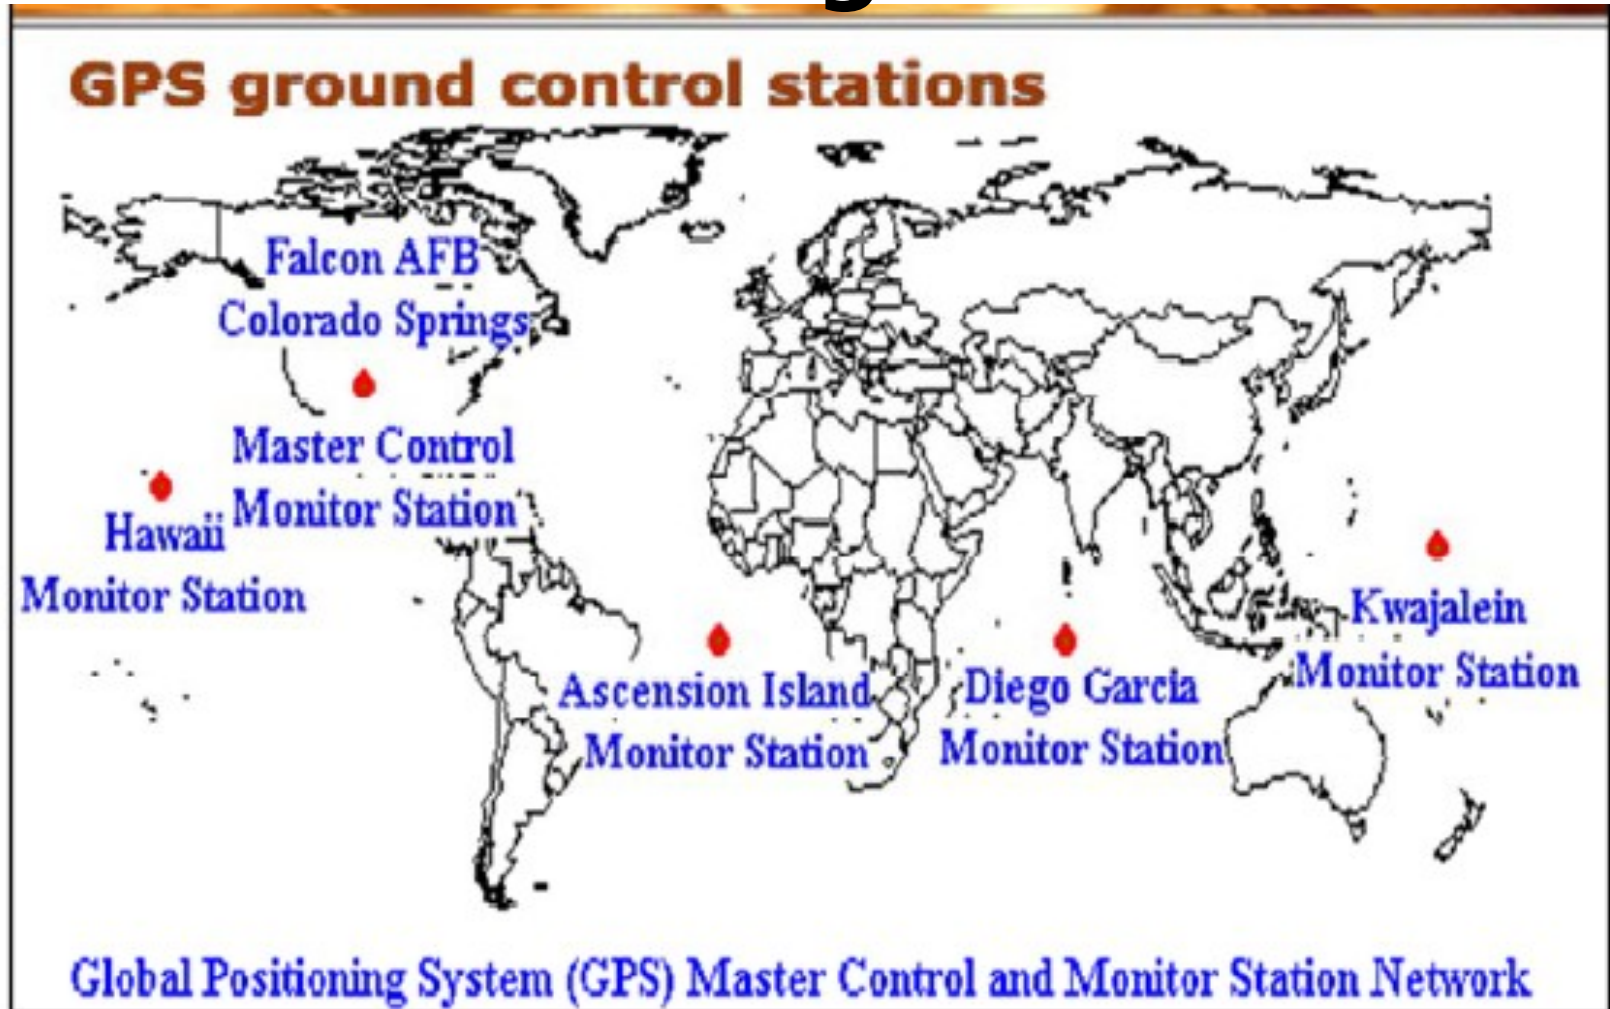 GPS ground control stations
Falcon AFB
Colorado Springs
Master Control
Monitor Station
Hawaii
Monitor Station
Ascension Island
Monitor Station
Diego Garcia
Monitor Station
Kwajalein
Monitor Station
Global Positioning System (GPS) Master Control and Monitor Station Network